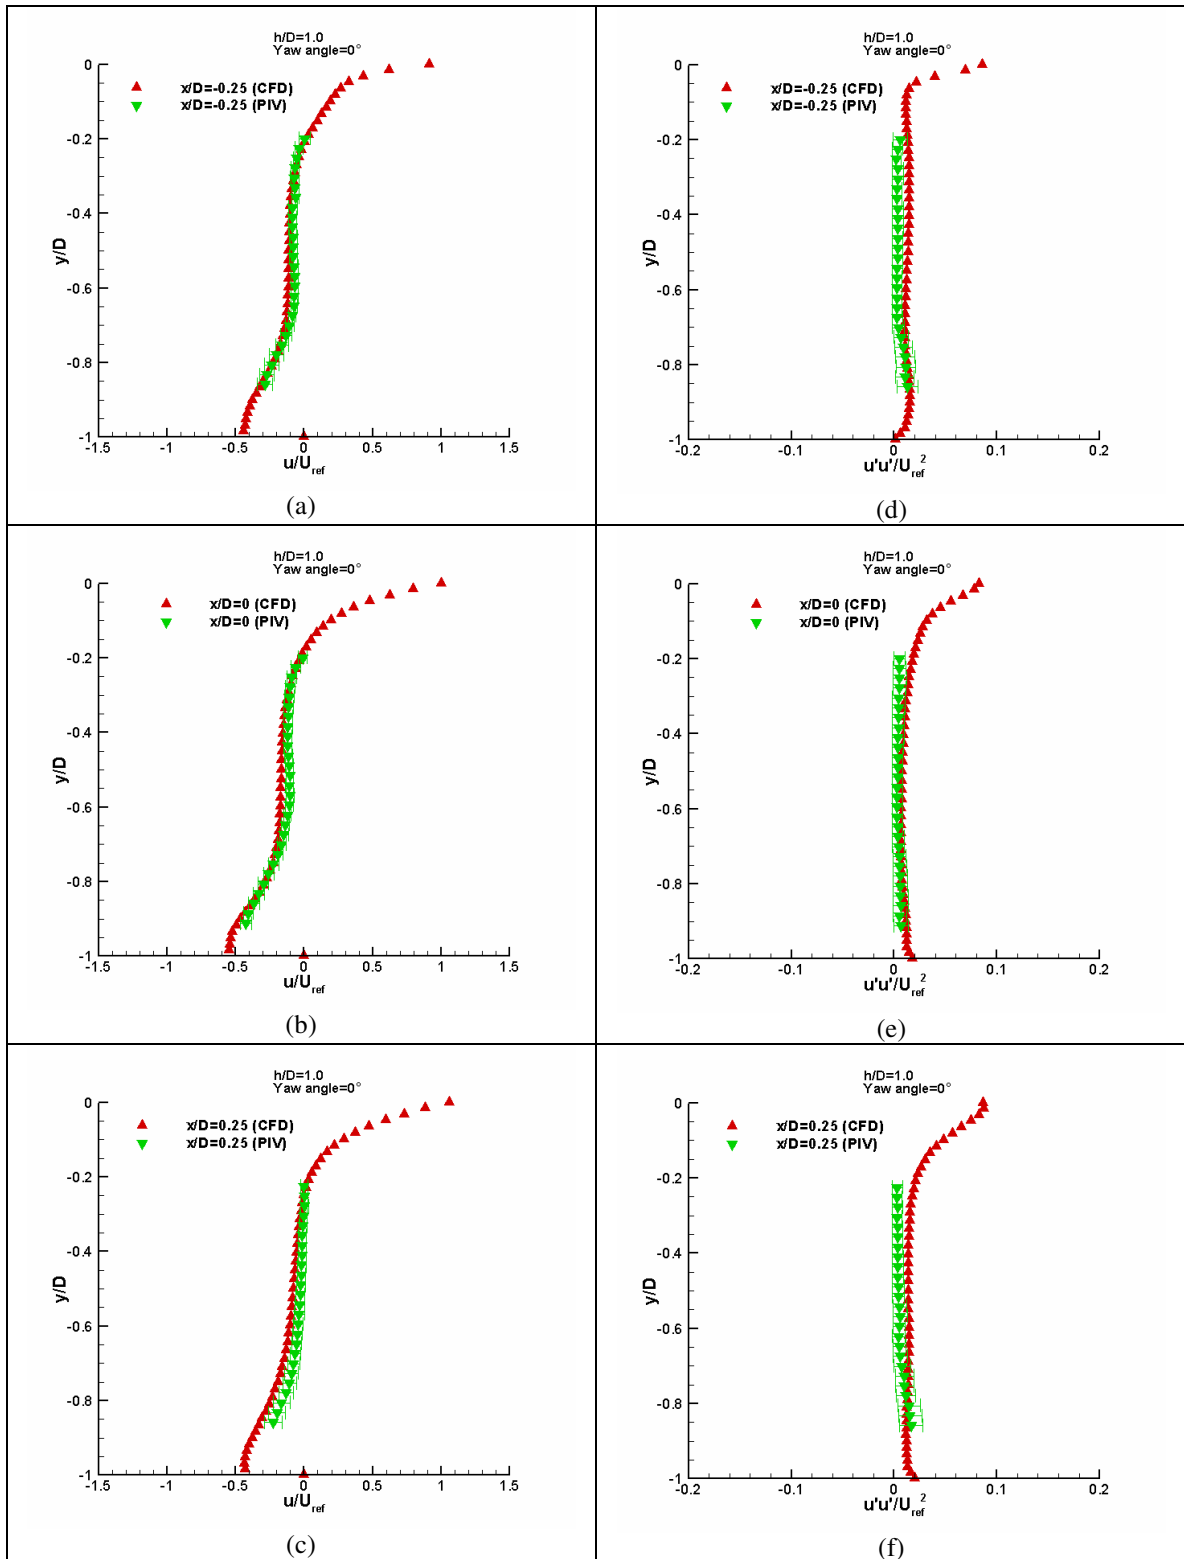 h/D=1.0
Yaw angle=0°
0
-0.2
-0.4
-0.6
-0.8
-1
y/D
x/D=-0.25 (CFD)
x/D=-0.25 (PIV)
-1.5 -1 -0.5 0 0.5 1 1.5
u/U_ref
(a)
h/D=1.0
Yaw angle=0°
0
-0.2
-0.4
-0.6
-0.8
-1
y/D
x/D=-0.25 (CFD)
x/D=-0.25 (PIV)
-0.2 -0.1 0 0.1 0.2
u'u'/U_ref^2
(d)
h/D=1.0
Yaw angle=0°
0
-0.2
-0.4
-0.6
-0.8
-1
y/D
x/D=0 (CFD)
x/D=0 (PIV)
-1.5 -1 -0.5 0 0.5 1 1.5
u/U_ref
(b)
h/D=1.0
Yaw angle=0°
0
-0.2
-0.4
-0.6
-0.8
-1
y/D
x/D=0 (CFD)
x/D=0 (PIV)
-0.2 -0.1 0 0.1 0.2
u'u'/U_ref^2
(e)
h/D=1.0
Yaw angle=0°
0
-0.2
-0.4
-0.6
-0.8
-1
y/D
x/D=0.25 (CFD)
x/D=0.25 (PIV)
-1.5 -1 -0.5 0 0.5 1 1.5
u/U_ref
(c)
h/D=1.0
Yaw angle=0°
0
-0.2
-0.4
-0.6
-0.8
-1
y/D
x/D=0.25 (CFD)
x/D=0.25 (PIV)
-0.2 -0.1 0 0.1 0.2
u'u'/U_ref^2
(f)